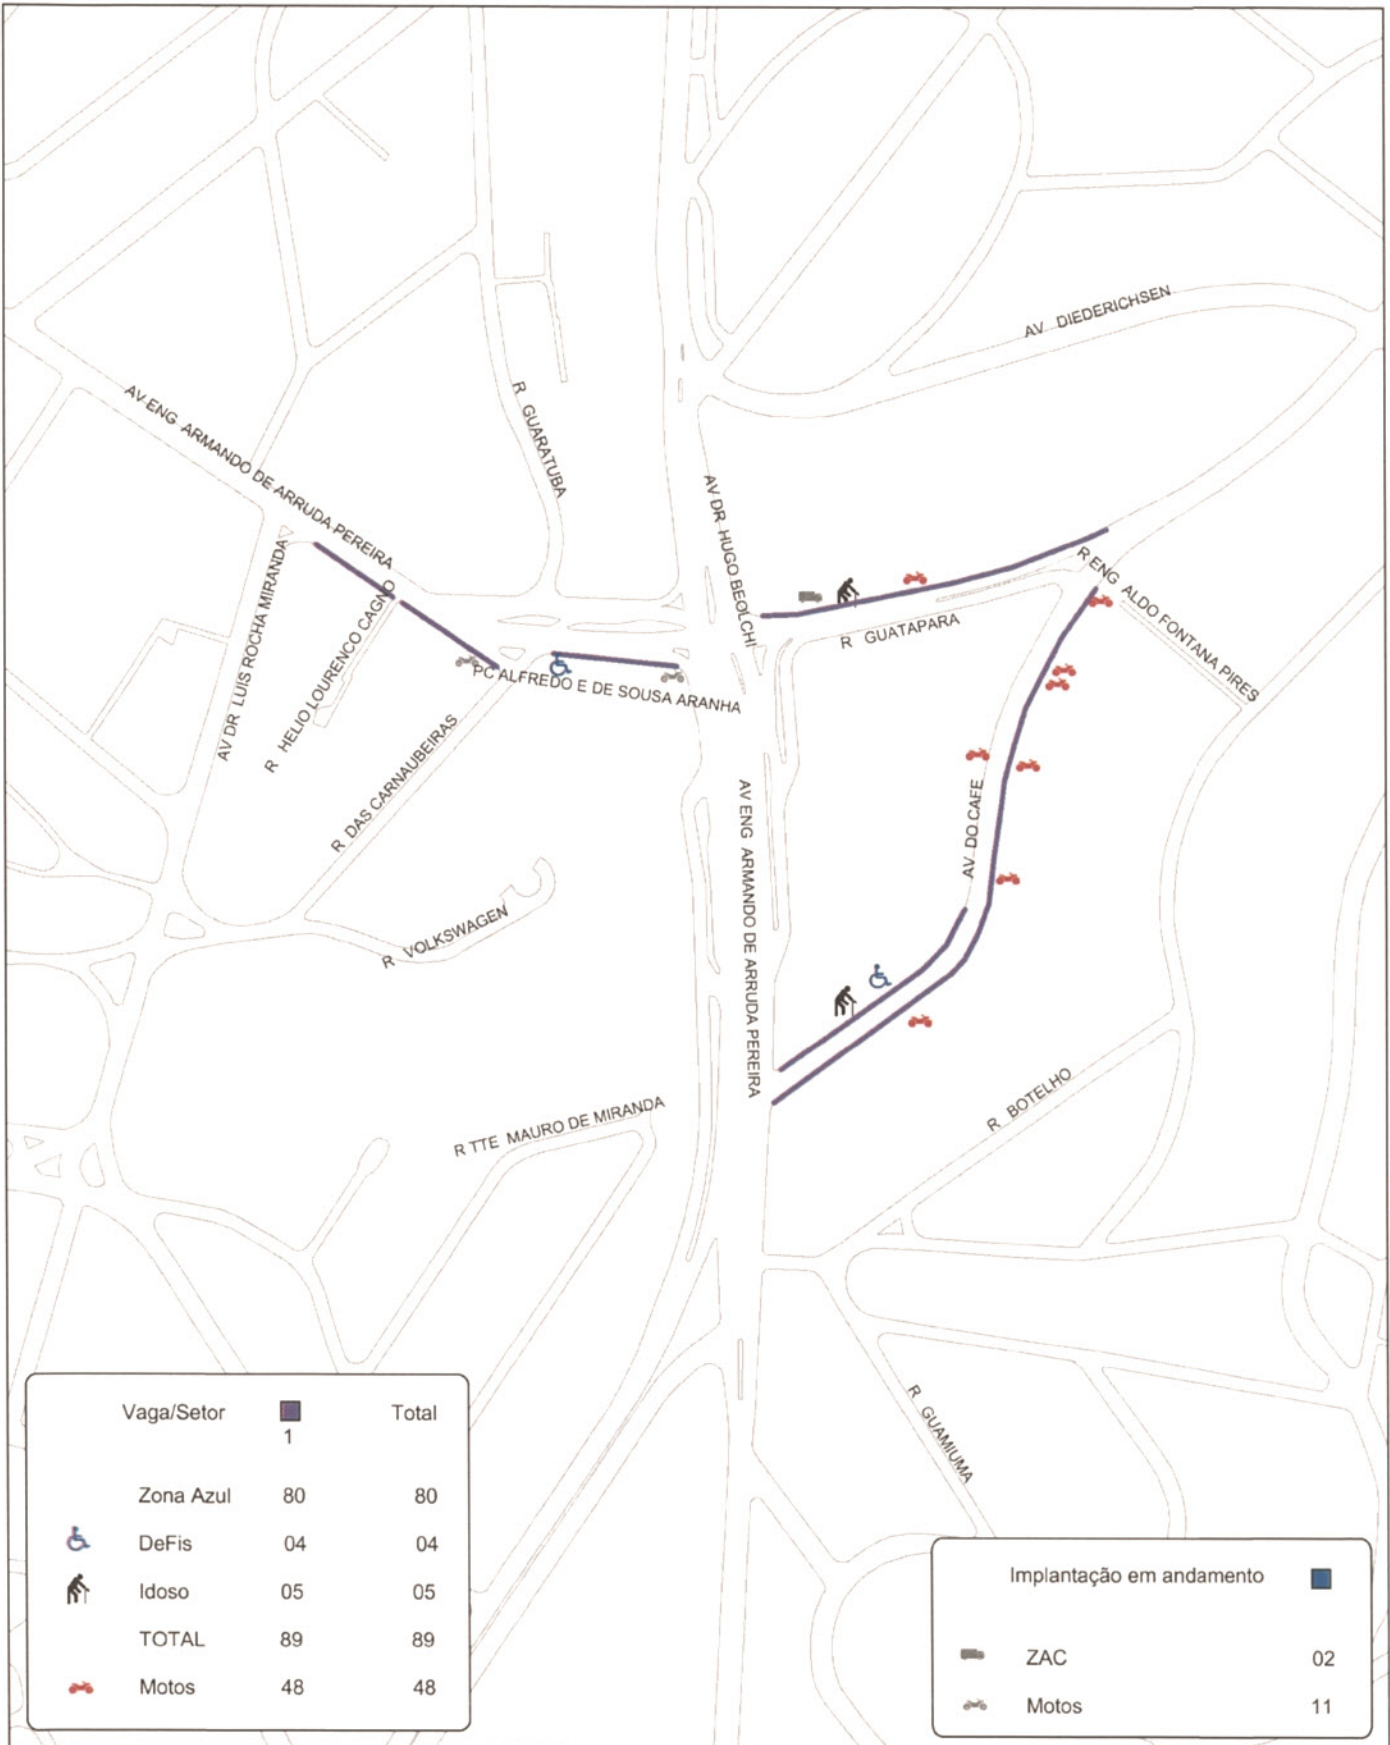 AV DIEDERICHSEN
AV ENG ARMANDO DE ARRUDA PEREIRA
R GUARATUBA
AV DR HUGO BEOLCHI
R ENG ALDO FONTANA PIRES
R GUATAPARA
AV DR LUIS ROCHA MIRANDA
R HELIO LOURENCO CAGNO
PC ALFREDO E DE SOUSA ARANHA
R DAS CARNAUBEIRAS
AV DO CAFE
AV ENG ARMANDO DE ARRUDA PEREIRA
R VOLKSWAGEN
R TTE MAURO DE MIRANDA
R BOTELHO
R GUAMIUMA
Vaga/Setor Total
1
Zona Azul 80 80
DeFis 04 04
Idoso 05 05
TOTAL 89 89
Motos 48 48
Implantação em andamento
ZAC 02
Motos 11